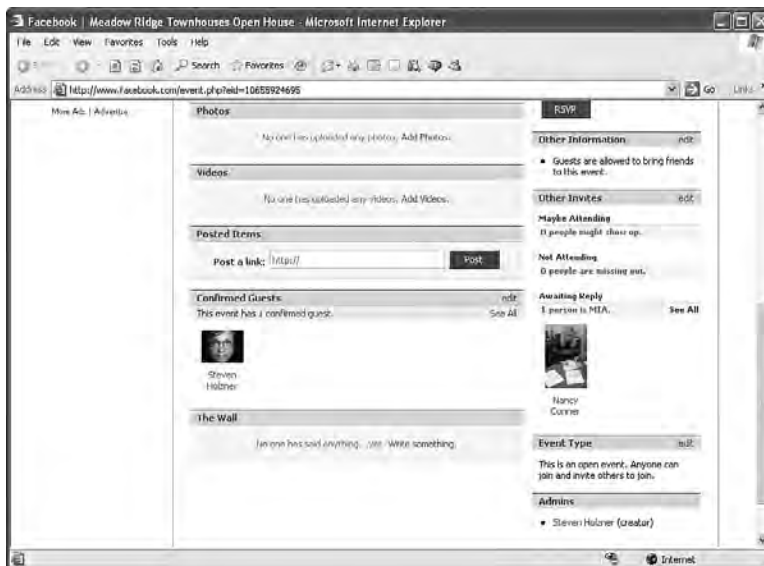 Facebook | Meadow Ridge Townhouses Open House - Microsoft Internet Explorer
File Edit View Favorites Tools Help
Search Favorites
Address http://www.facebook.com/event.php?eid=10655924695 Go Links
More Ads | Advertise
Photos
No one has uploaded any photos. Add Photos.
Videos
No one has uploaded any videos. Add Videos.
Posted Items
Post a link: http:// Post
Confirmed Guests edit
This event has 1 confirmed guest. See All
Steven
Holzner
The Wall
No one has said anything... yet. Write something.
RSVP
Other Information edit
• Guests are allowed to bring friends
to this event.
Other Invites edit
Maybe Attending
0 people might show up.
Not Attending
0 people are missing out.
Awaiting Reply
1 person is MIA. See All
Nancy
Conner
Event Type edit
This is an open event. Anyone can
join and invite others to join.
Admins
• Steven Holzner (creator)
Internet